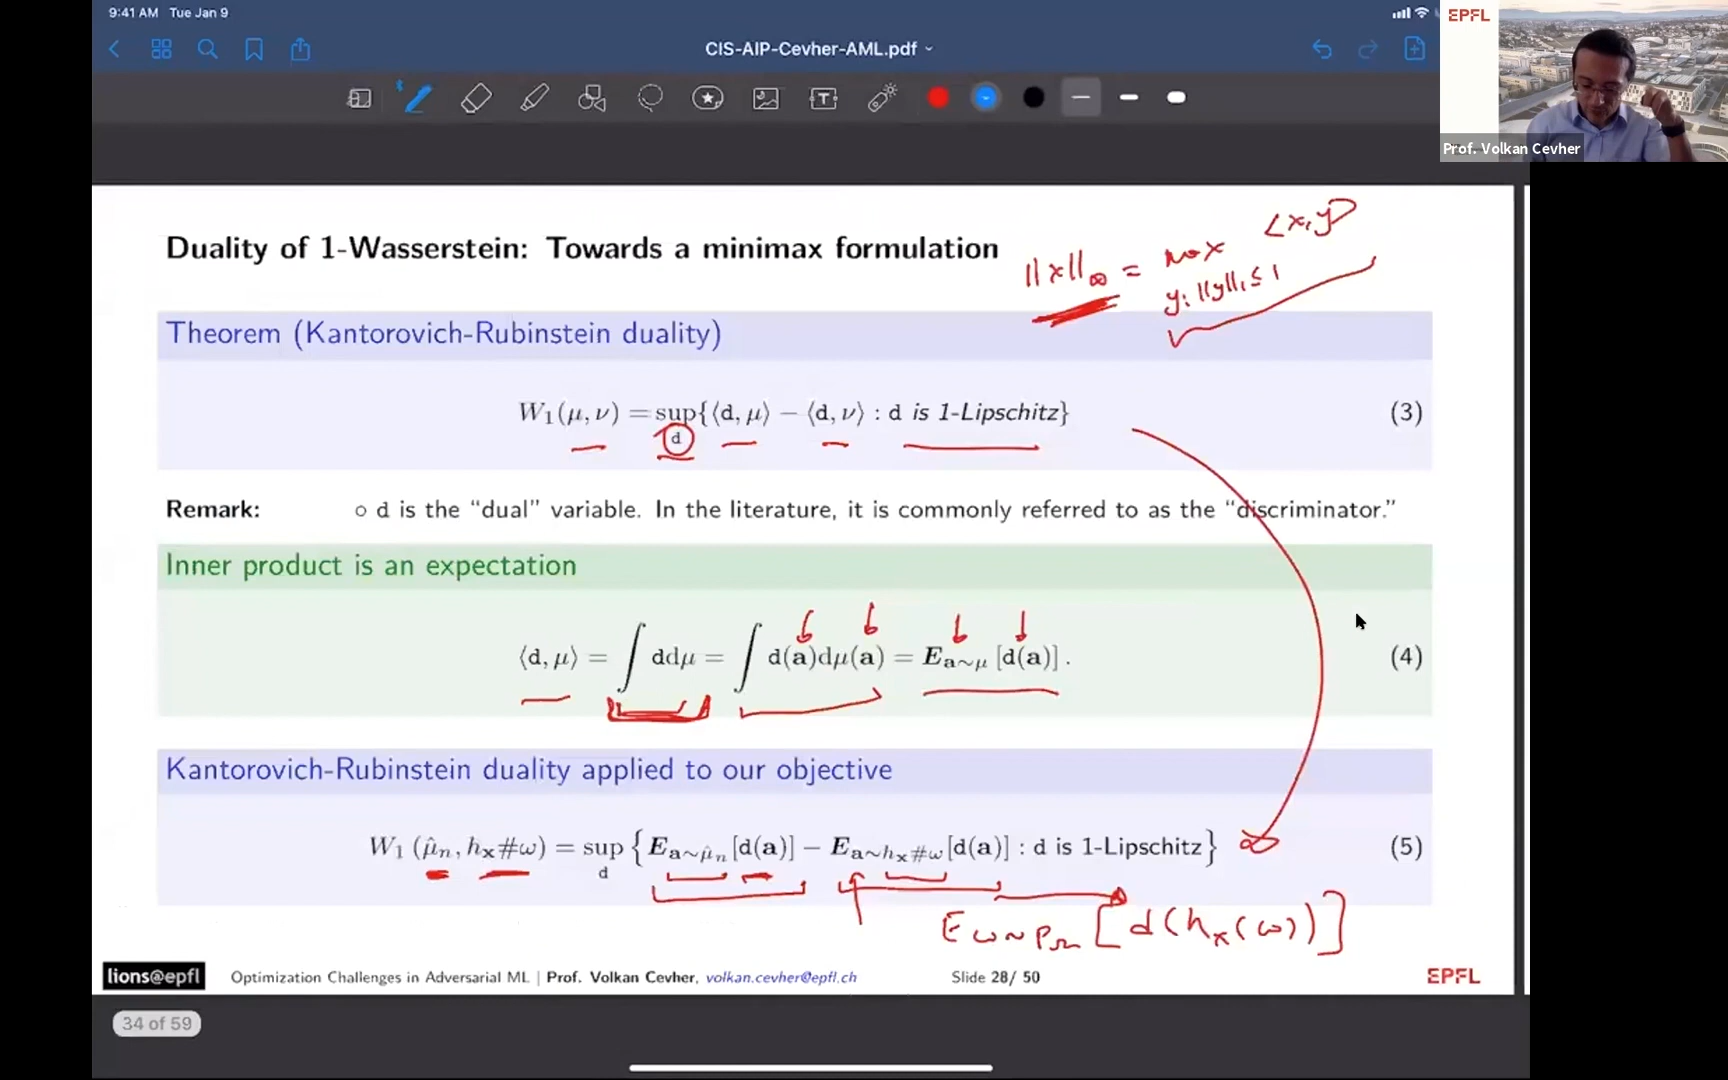 9:41 AM Tue Jan 9
CIS-AIP-Cevher-AML.pdf
EPFL
Prof. Volkan Cevher
Duality of 1-Wasserstein: Towards a minimax formulation
||x||∞ = max ⟨x,y⟩
y:||y||₁≤1
Theorem (Kantorovich-Rubinstein duality)
W₁(μ, ν) = sup{⟨d, μ⟩ − ⟨d, ν⟩ : d is 1-Lipschitz} (3)
d
Remark: ○ d is the “dual” variable. In the literature, it is commonly referred to as the “discriminator.”
Inner product is an expectation
⟨d, μ⟩ = ∫ ddμ = ∫ d(a)dμ(a) = E_{a∼μ} [d(a)] . (4)
Kantorovich-Rubinstein duality applied to our objective
W₁ (μ̂ₙ, hₓ#ω) = sup { E_{a∼μ̂ₙ}[d(a)] − E_{a∼hₓ#ω}[d(a)] : d is 1-Lipschitz } (5)
d
E_{ω∼p_Ω} [ d(hₓ(ω)) ]
lions@epfl Optimization Challenges in Adversarial ML | Prof. Volkan Cevher, volkan.cevher@epfl.ch Slide 28/ 50 EPFL
34 of 59